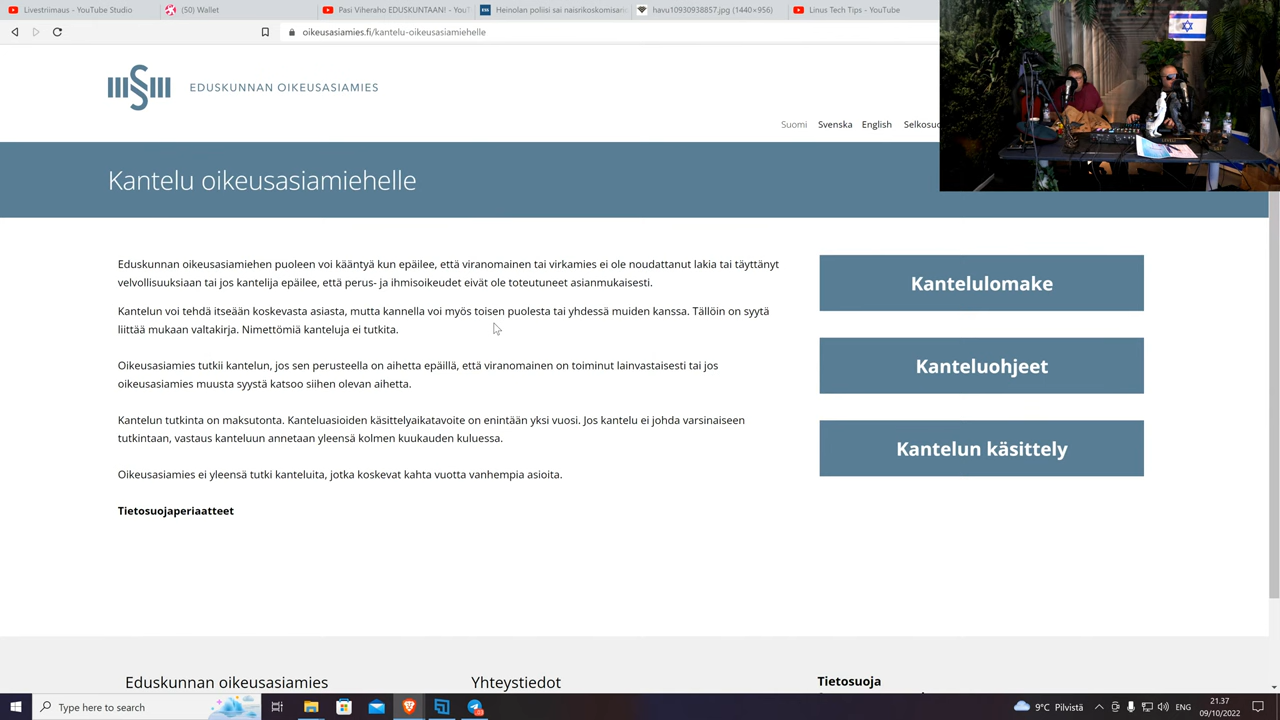 Livestriimaus - YouTube Studio
(50) Wallet
Pasi Viheraho EDUSKUNTAAN! - YouT
Heinolan poliisi sai naisrikoskomisario
havu10930938857.jpg (1440×956)
Linus Tech Tips - YouTube
oikeusasiamies.fi/kantelu-oikeusasiamiehelle
EDUSKUNNAN OIKEUSASIAMIES
Suomi Svenska English Selkosuo
Kantelu oikeusasiamiehelle
Eduskunnan oikeusasiamiehen puoleen voi kääntyä kun epäilee, että viranomainen tai virkamies ei ole noudattanut lakia tai täyttänyt
velvollisuuksiaan tai jos kantelija epäilee, että perus- ja ihmisoikeudet eivät ole toteutuneet asianmukaisesti.
Kantelun voi tehdä itseään koskevasta asiasta, mutta kannella voi myös toisen puolesta tai yhdessä muiden kanssa. Tällöin on syytä
liittää mukaan valtakirja. Nimettömiä kanteluja ei tutkita.
Oikeusasiamies tutkii kantelun, jos sen perusteella on aihetta epäillä, että viranomainen on toiminut lainvastaisesti tai jos
oikeusasiamies muusta syystä katsoo siihen olevan aihetta.
Kantelun tutkinta on maksutonta. Kanteluasioiden käsittelyaikatavoite on enintään yksi vuosi. Jos kantelu ei johda varsinaiseen
tutkintaan, vastaus kanteluun annetaan yleensä kolmen kuukauden kuluessa.
Oikeusasiamies ei yleensä tutki kanteluita, jotka koskevat kahta vuotta vanhempia asioita.
Tietosuojaperiaatteet
Kantelulomake
Kanteluohjeet
Kantelun käsittely
Eduskunnan oikeusasiamies
Yhteystiedot
Tietosuoja
Type here to search
9°C Pilvistä
ENG
21.37
09/10/2022